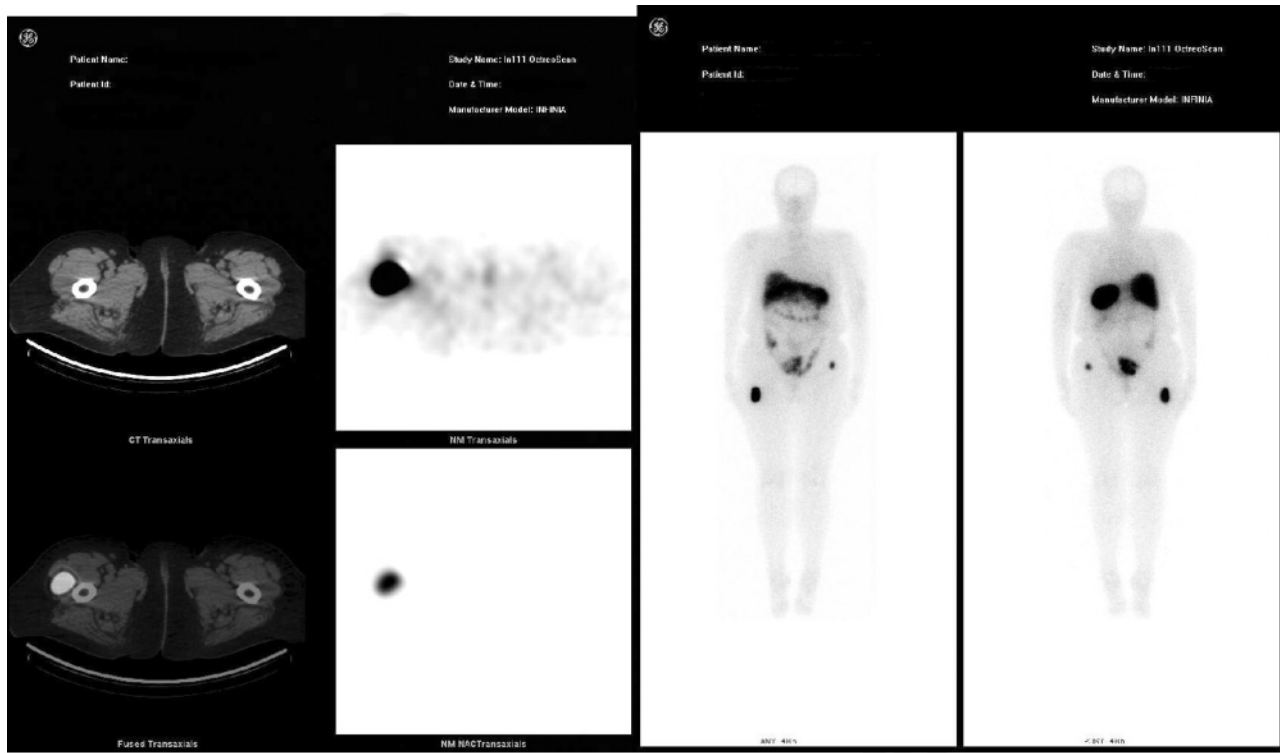 Patient Name:
Study Name: In111 OctreoScan
Patient Id:
Date & Time:
Manufacturer Model: INFINIA
CT Transaxials
NM Transaxials
Fused Transaxials
NM NACTransaxials
Patient Name:
Study Name: In111 OctreoScan
Patient Id:
Date & Time:
Manufacturer Model: INFINIA